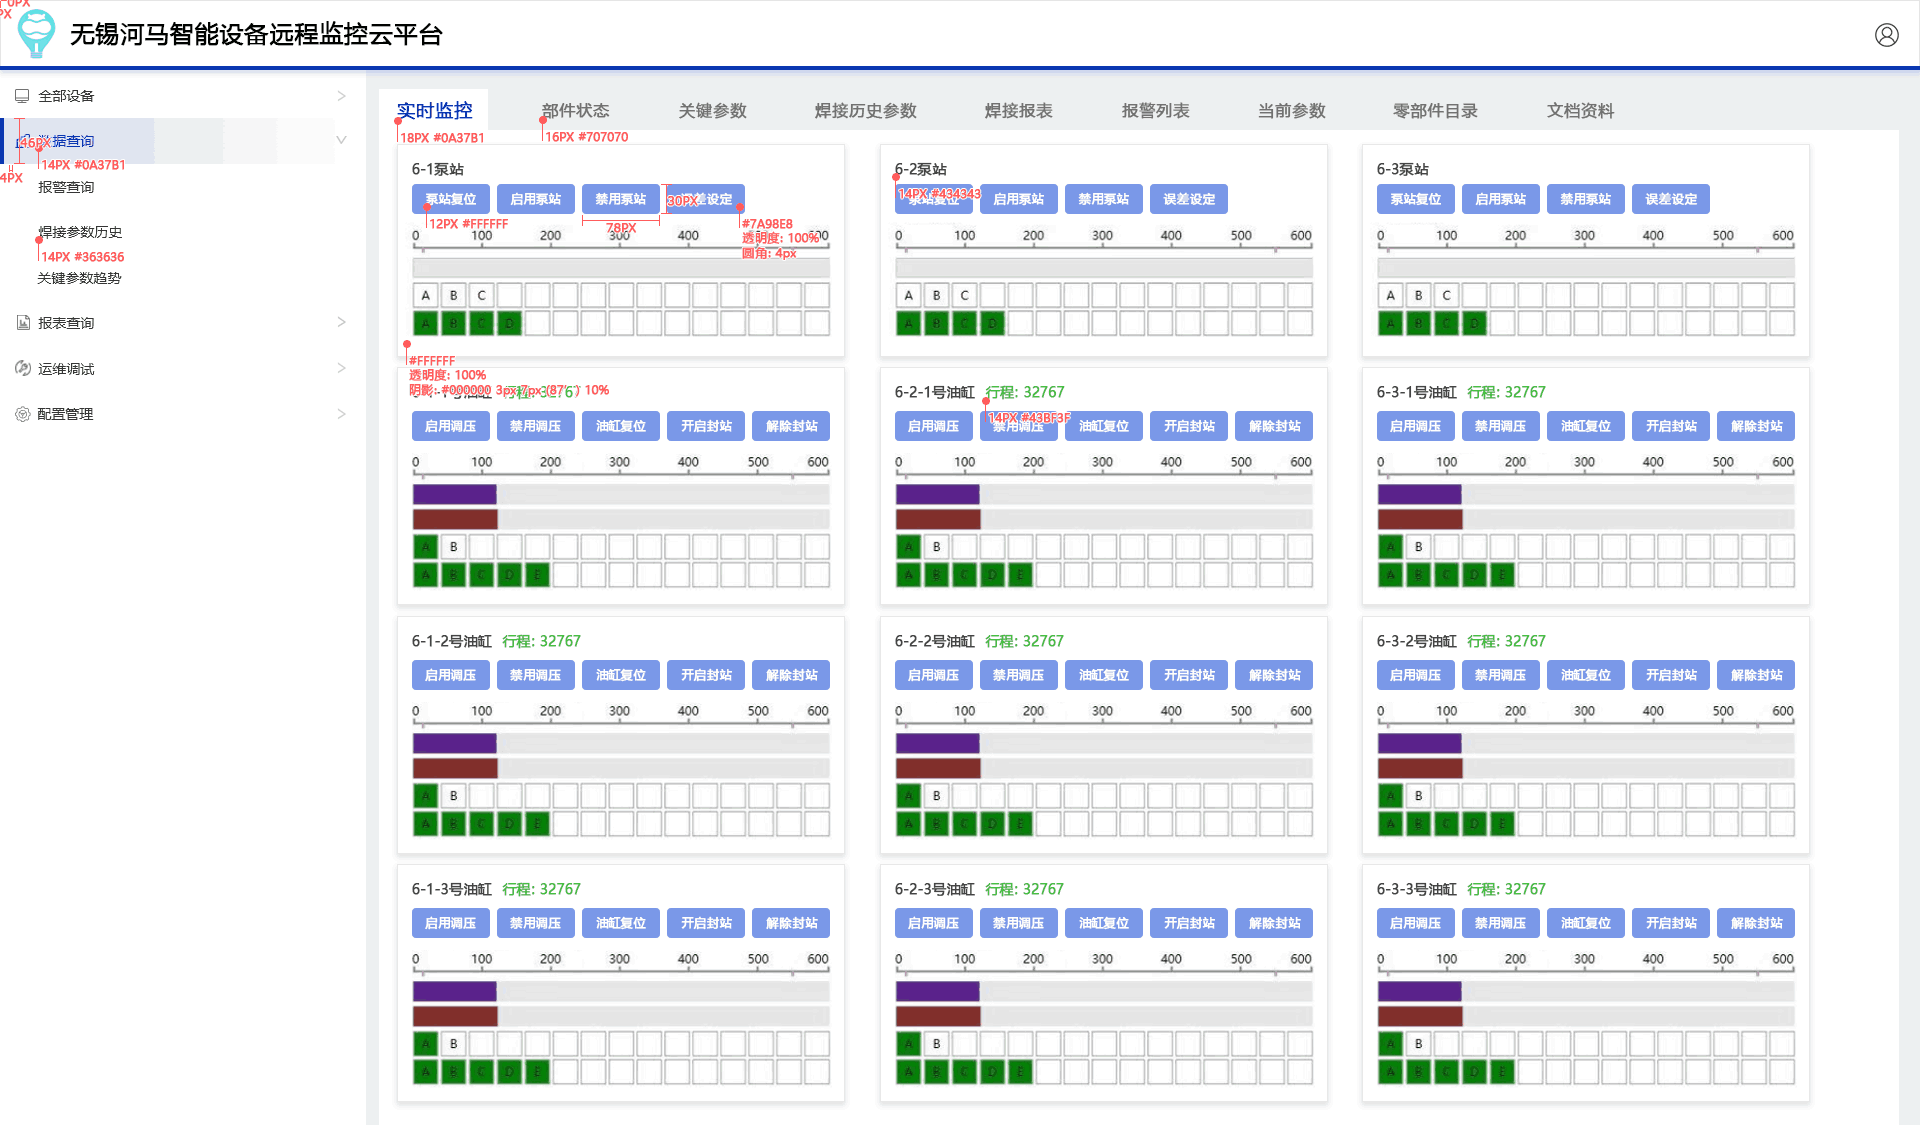 0PX
PX
无锡河马智能设备远程监控云平台
全部设备
数据查询
46PX
14PX #0A37B1
4PX
报警查询
焊接参数历史
14PX #363636
关键参数趋势
报表查询
运维调试
配置管理
实时监控 部件状态 关键参数 焊接历史参数 焊接报表 报警列表 当前参数 零部件目录 文档资料
18PX #0A37B1 16PX #707070
6-1泵站
泵站复位 启用泵站 禁用泵站 误差设定
30PX
12PX #FFFFFF 78PX #7A98E8
透明度: 100%
圆角: 4px
0 100 200 300 400 500 600
A B C
A B C D
#FFFFFF
透明度: 100%
阴影: #000000 3px 7px (87°) 10%
6-2泵站
14PX #434343
泵站复位 启用泵站 禁用泵站 误差设定
0 100 200 300 400 500 600
A B C
A B C D
6-3泵站
泵站复位 启用泵站 禁用泵站 误差设定
0 100 200 300 400 500 600
A B C
A B C D
6-1-1号油缸 行程: 32767
启用调压 禁用调压 油缸复位 开启封站 解除封站
0 100 200 300 400 500 600
A B
A B C D E
6-2-1号油缸 行程: 32767
14PX #43BF3F
启用调压 禁用调压 油缸复位 开启封站 解除封站
0 100 200 300 400 500 600
A B
A B C D E
6-3-1号油缸 行程: 32767
启用调压 禁用调压 油缸复位 开启封站 解除封站
0 100 200 300 400 500 600
A B
A B C D E
6-1-2号油缸 行程: 32767
启用调压 禁用调压 油缸复位 开启封站 解除封站
0 100 200 300 400 500 600
A B
A B C D E
6-2-2号油缸 行程: 32767
启用调压 禁用调压 油缸复位 开启封站 解除封站
0 100 200 300 400 500 600
A B
A B C D E
6-3-2号油缸 行程: 32767
启用调压 禁用调压 油缸复位 开启封站 解除封站
0 100 200 300 400 500 600
A B
A B C D E
6-1-3号油缸 行程: 32767
启用调压 禁用调压 油缸复位 开启封站 解除封站
0 100 200 300 400 500 600
A B
A B C D E
6-2-3号油缸 行程: 32767
启用调压 禁用调压 油缸复位 开启封站 解除封站
0 100 200 300 400 500 600
A B
A B C D E
6-3-3号油缸 行程: 32767
启用调压 禁用调压 油缸复位 开启封站 解除封站
0 100 200 300 400 500 600
A B
A B C D E